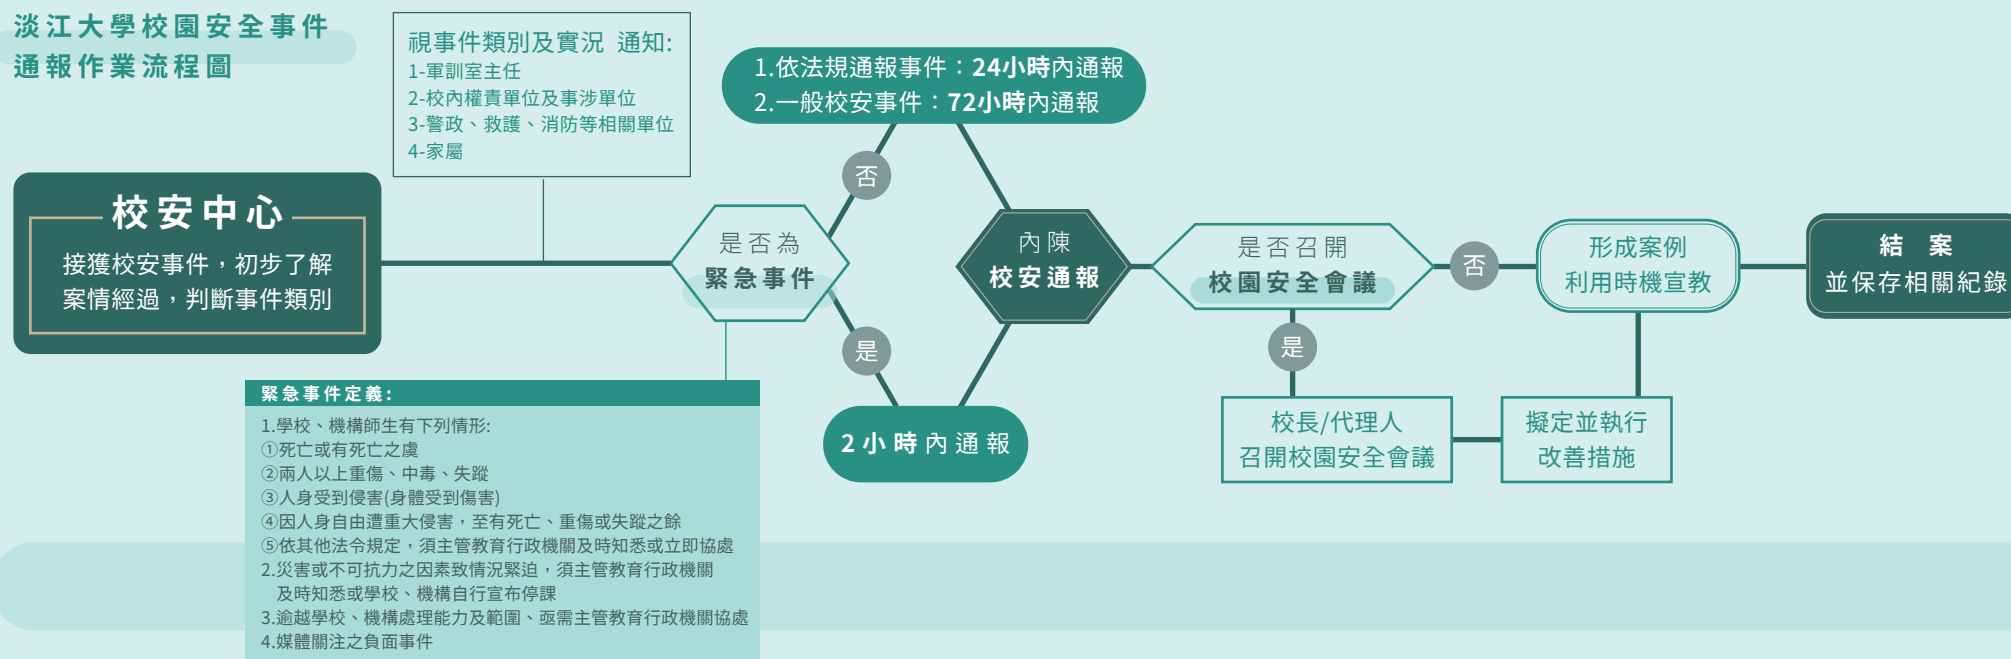 淡江大學校園安全事件
通報作業流程圖
視事件類別及實況 通知:
1-軍訓室主任
2-校內權責單位及事涉單位
3-警政、救護、消防等相關單位
4-家屬
校安中心
接獲校安事件，初步了解
案情經過，判斷事件類別
是否為
緊急事件
否
1.依法規通報事件：24小時內通報
2.一般校安事件：72小時內通報
是
2小時內通報
內陳
校安通報
是否召開
校園安全會議
否
是
校長/代理人
召開校園安全會議
擬定並執行
改善措施
形成案例
利用時機宣教
結 案
並保存相關紀錄
緊急事件定義:
1.學校、機構師生有下列情形:
①死亡或有死亡之虞
②兩人以上重傷、中毒、失蹤
③人身受到侵害(身體受到傷害)
④因人身自由遭重大侵害，至有死亡、重傷或失蹤之餘
⑤依其他法令規定，須主管教育行政機關及時知悉或立即協處
2.災害或不可抗力之因素致情況緊迫，須主管教育行政機關
及時知悉或學校、機構自行宣布停課
3.逾越學校、機構處理能力及範圍、亟需主管教育行政機關協處
4.媒體關注之負面事件